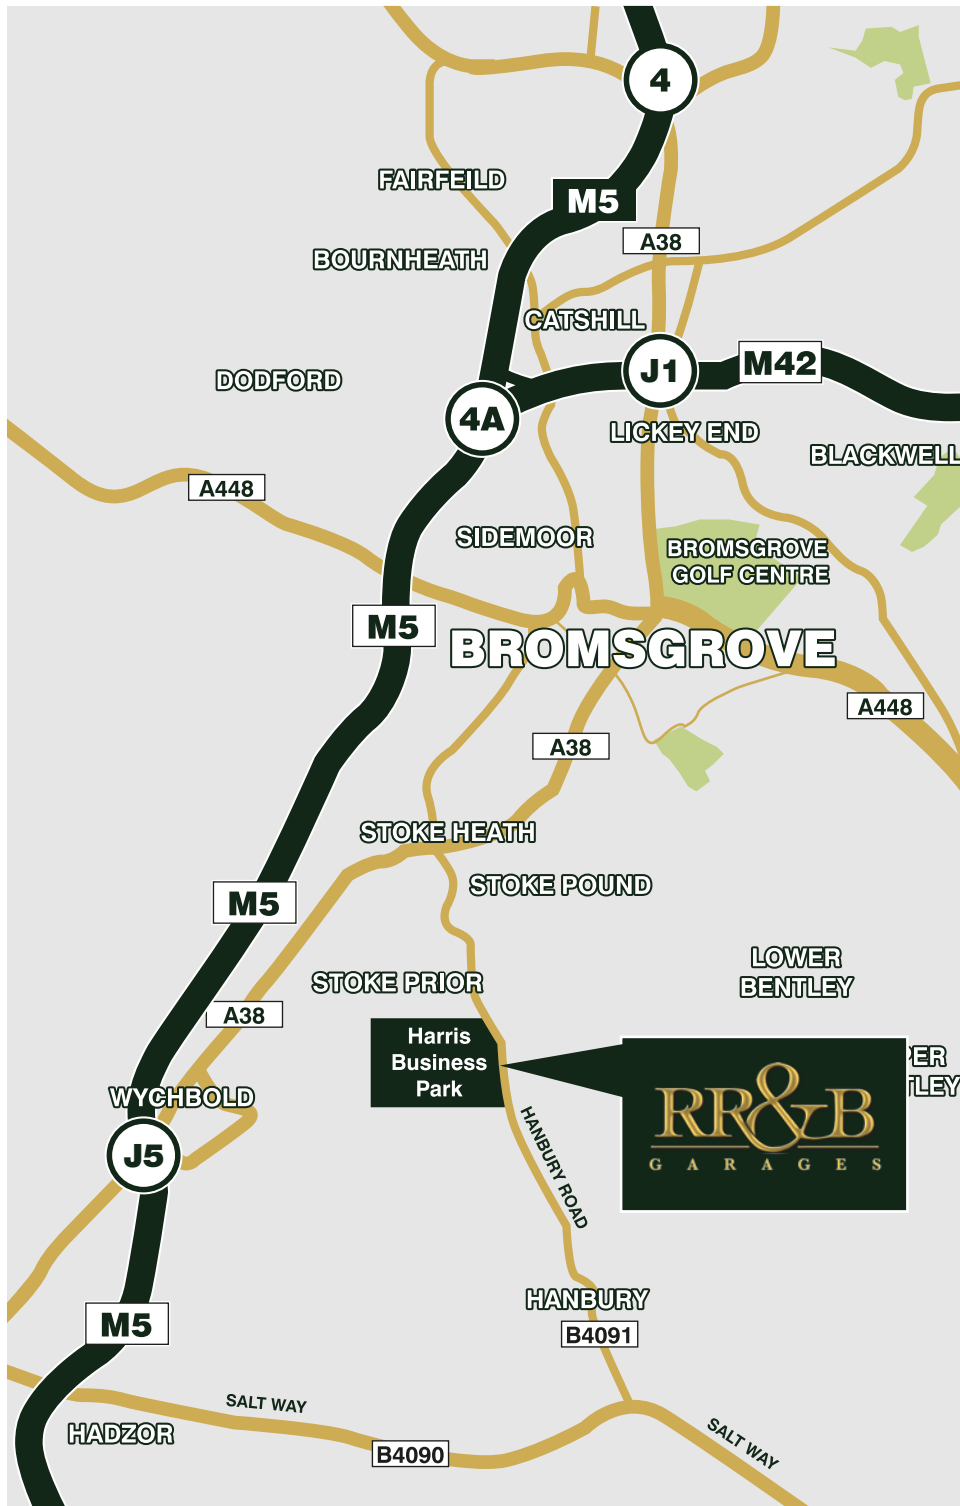 4
FAIRFEILD
M5
A38
BOURNHEATH
CATSHILL
J1
M42
DODFORD
4A
LICKEY END
BLACKWELL
A448
SIDEMOOR
BROMSGROVE
GOLF CENTRE
M5
BROMSGROVE
A448
A38
STOKE HEATH
STOKE POUND
M5
LOWER
BENTLEY
STOKE PRIOR
A38
Harris
Business
Park
PER
TLEY
WYCHBOLD
RR&B
GARAGES
HANBURY ROAD
J5
HANBURY
M5
B4091
SALT WAY
HADZOR
B4090
SALT WAY